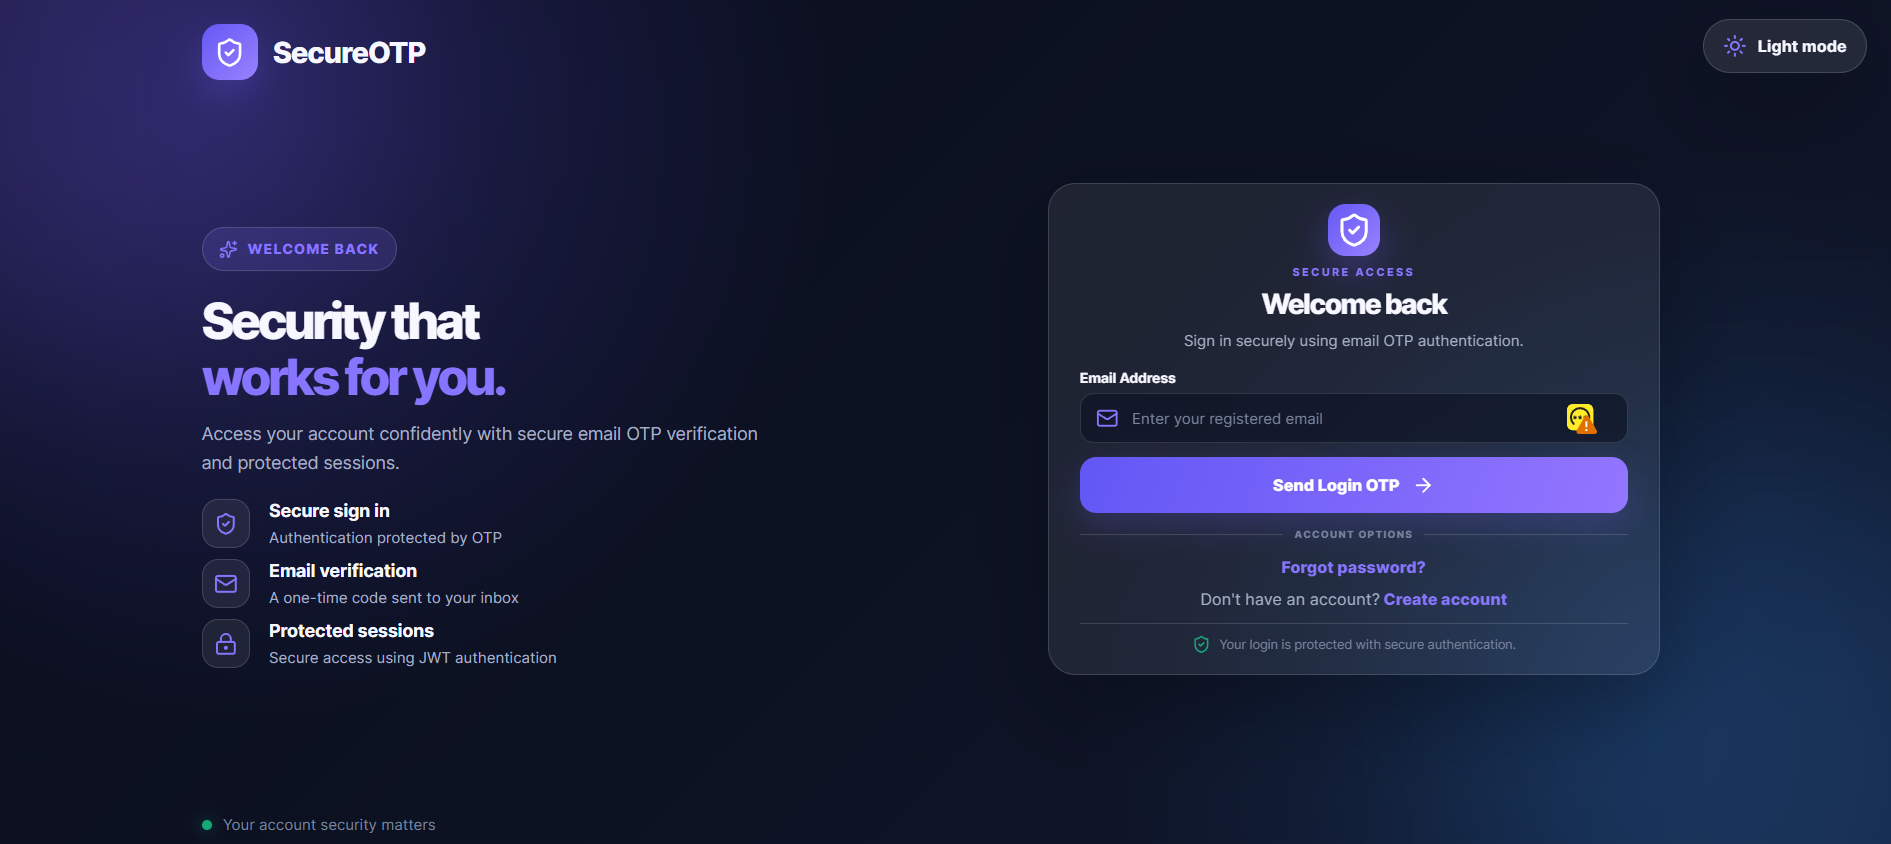 SecureOTP
Light mode
WELCOME BACK
Security that
works for you.
Access your account confidently with secure email OTP verification
and protected sessions.
Secure sign in
Authentication protected by OTP
Email verification
A one-time code sent to your inbox
Protected sessions
Secure access using JWT authentication
Your account security matters
SECURE ACCESS
Welcome back
Sign in securely using email OTP authentication.
Email Address
Enter your registered email
Send Login OTP
ACCOUNT OPTIONS
Forgot password?
Don't have an account? Create account
Your login is protected with secure authentication.